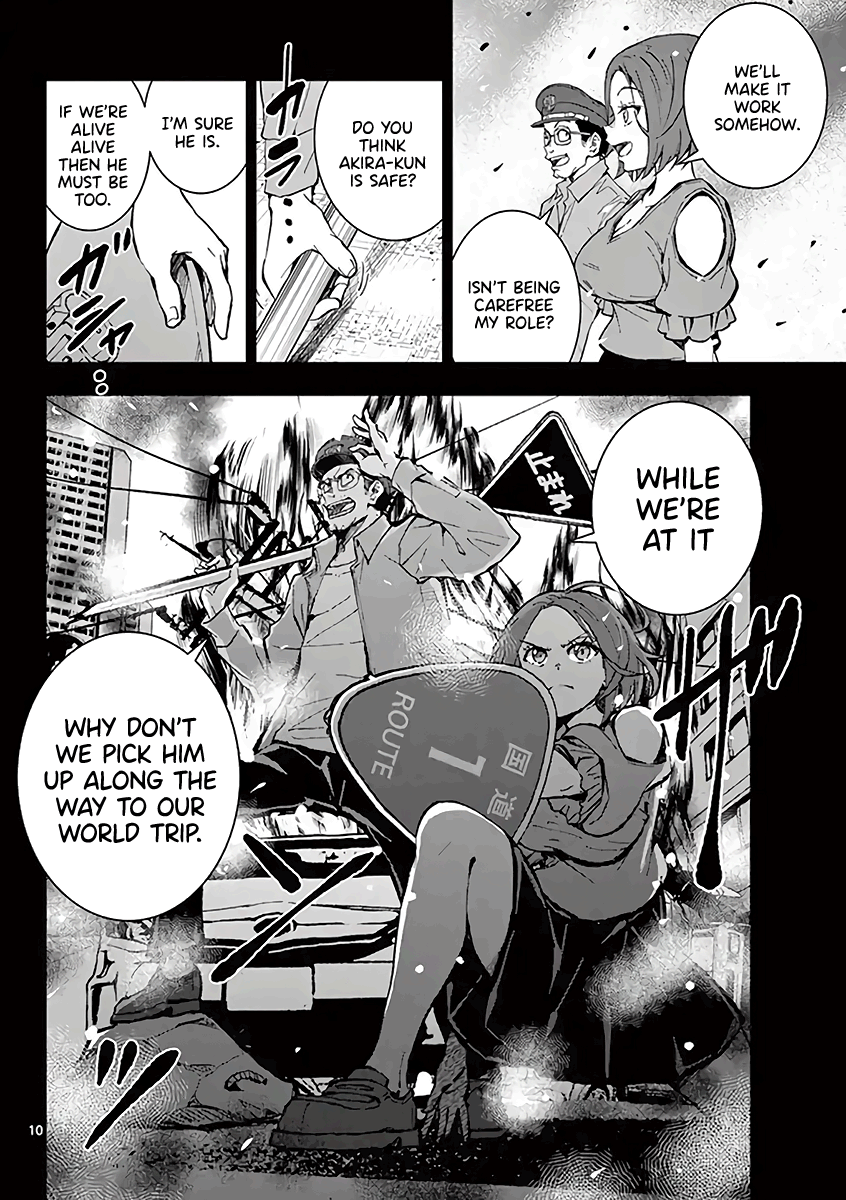 WE'LL
MAKE IT
WORK
SOMEHOW.
ISN'T BEING
CAREFREE
MY ROLE?
DO YOU
THINK
AKIRA-KUN
IS SAFE?
カラ
I'M SURE
HE IS.
IF WE'RE
ALIVE
ALIVE
THEN HE
MUST BE
TOO.
ガシャ
WHILE
WE'RE
AT IT
止まれ
ザッ
ROUTE
1
国道
WHY DON'T
WE PICK HIM
UP ALONG THE
WAY TO OUR
WORLD TRIP.
10